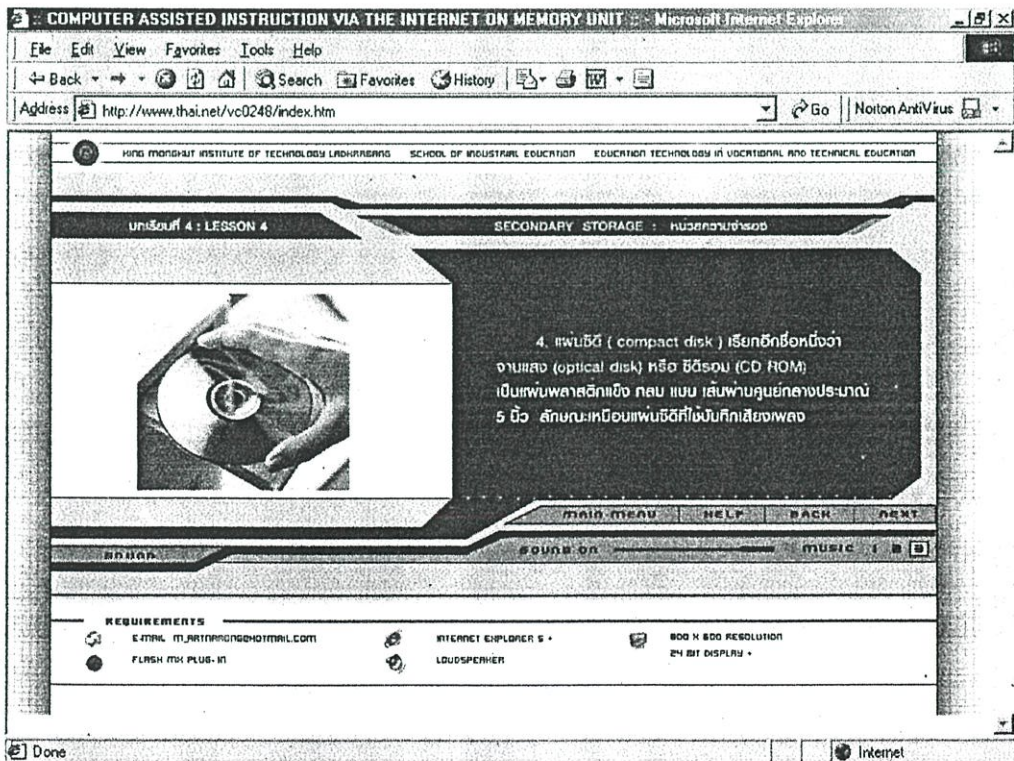 :: COMPUTER ASSISTED INSTRUCTION VIA THE INTERNET ON MEMORY UNIT :: - Microsoft Internet Explorer
File Edit View Favorites Tools Help
Back Search Favorites History
Address http://www.thai.net/vc0248/index.htm Go Norton AntiVirus
KING MONGKUT INSTITUTE OF TECHNOLOGY LADKRABANG SCHOOL OF INDUSTRIAL EDUCATION EDUCATION TECHNOLOGY IN VOCATIONAL AND TECHNICAL EDUCATION
บทเรียนที่ 4 : LESSON 4
SECONDARY STORAGE : หน่วยความจำรอง
4. แผ่นซีดี ( compact disk ) เรียกอีกชื่อหนึ่งว่า
จานแสง (optical disk) หรือ ซีดีรอม (CD ROM)
เป็นแผ่นพลาสติกแข็ง กลม แบน เส้นผ่านศูนย์กลางประมาณ
5 นิ้ว ลักษณะเหมือนแผ่นซีดีที่ใช้บันทึกเสียงเพลง
MAIN MENU HELP BACK NEXT
SOUND ON MUSIC 1 2 3
REQUIREMENTS
E-MAIL M_ARTNARONG@HOTMAIL.COM
FLASH MX PLUG-IN
INTERNET EXPLORER 5 +
LOUDSPEAKER
800 X 600 RESOLUTION
24 BIT DISPLAY +
Done Internet